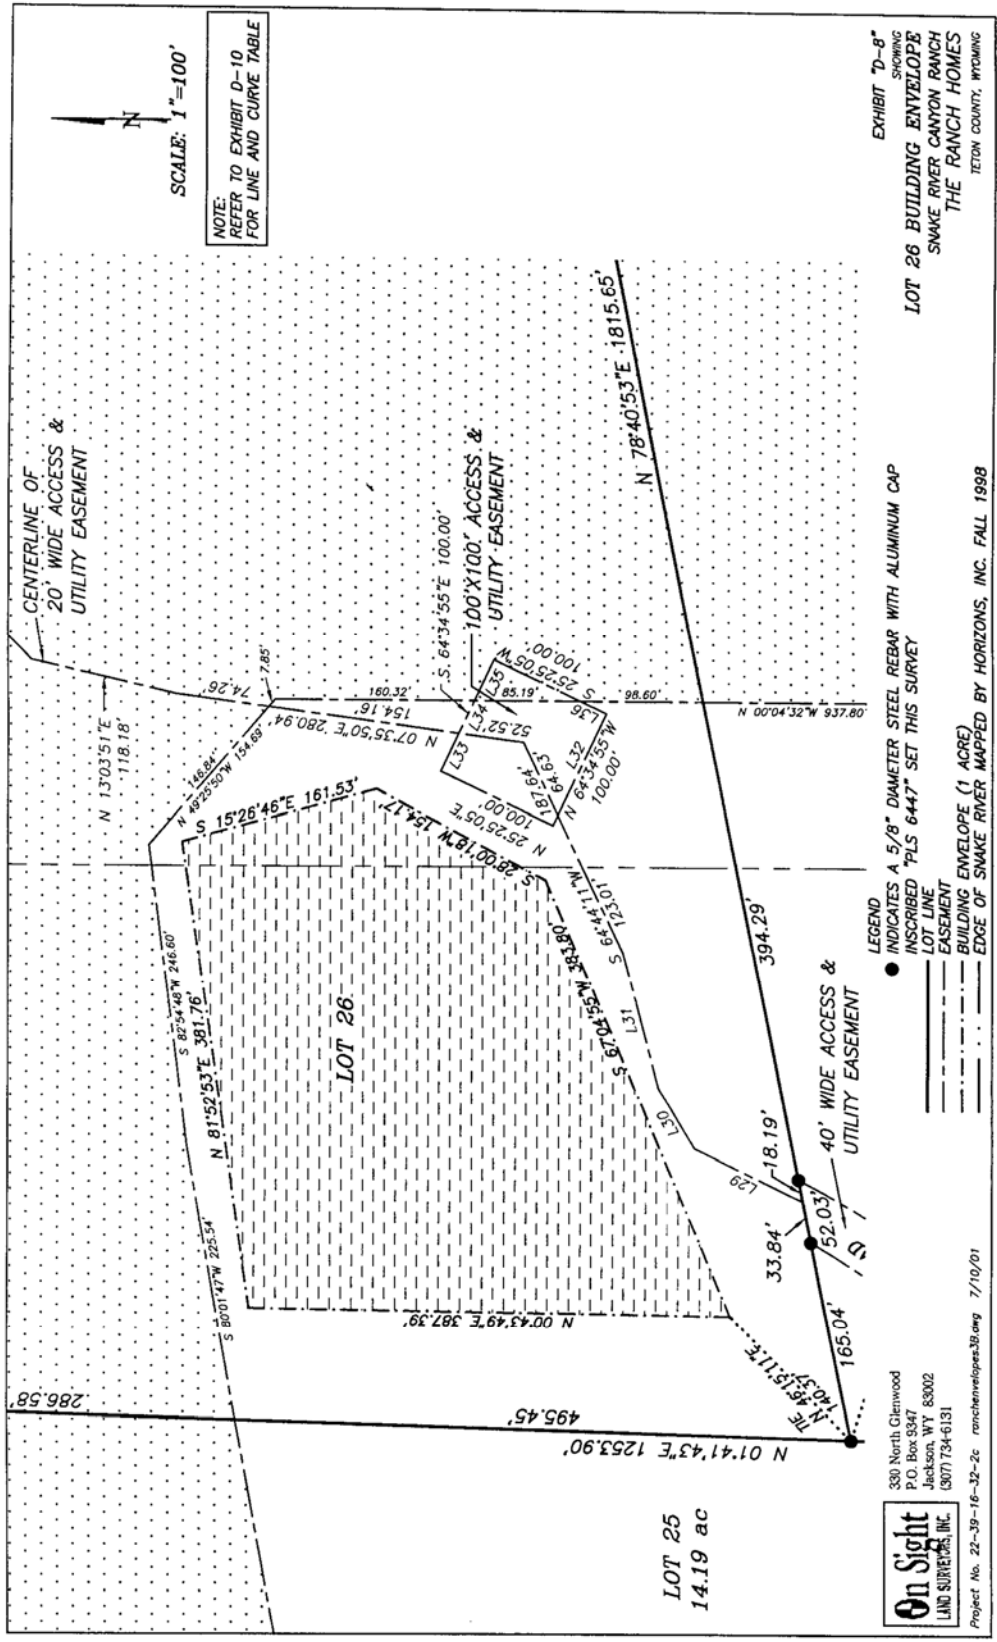 N
SCALE: 1"=100'
NOTE:
REFER TO EXHIBIT D-10
FOR LINE AND CURVE TABLE
CENTERLINE OF
20' WIDE ACCESS &
UTILITY EASEMENT
N 13°03'51"E
118.18'
74.26'
7.85'
146.84'
N 49°25'50"W 154.69'
S 82°54'48"W 246.60'
S 80°01'47"W 225.54'
286.58'
N 81°52'53"E 381.76'
S 15°26'46"E 161.53'
S 28°00'18"W 154.17'
S 67°04'55"W 383.80'
N 00°43'49"E 387.39'
LOT 26
160.32'
154.16'
N 07°35'50"E 280.94'
S 64°34'55"E 100.00'
100'X100' ACCESS &
UTILITY EASEMENT
L33
L34
L35
85.19'
52.52'
S 25°25'05"W
100.00'
L36
98.60'
L32
N 64°34'55"W
100.00'
187.64'
64.63'
N 25°25'05"E
100.00'
S 64°44'11"W
123.01'
L31
L30
L29
N 00°04'32"W 937.80'
N 78°40'53"E 1815.65'
394.29'
18.19'
33.84'
52.03'
40' WIDE ACCESS &
UTILITY EASEMENT
165.04'
TIE
N 46°15'11"E
140.37'
495.45'
N 01°41'43"E 1253.90'
LOT 25
14.19 ac
LEGEND
INDICATES A 5/8" DIAMETER STEEL REBAR WITH ALUMINUM CAP
INSCRIBED "PLS 6447" SET THIS SURVEY
LOT LINE
EASEMENT
BUILDING ENVELOPE (1 ACRE)
EDGE OF SNAKE RIVER MAPPED BY HORIZONS, INC. FALL 1998
EXHIBIT "D-8"
SHOWING
LOT 26 BUILDING ENVELOPE
SNAKE RIVER CANYON RANCH
THE RANCH HOMES
TETON COUNTY, WYOMING
On Sight
LAND SURVEYORS, INC.
330 North Glenwood
P.O. Box 9347
Jackson, WY 83002
(307) 734-6131
Project No. 22-39-16-32-2c ranchenvelopes3B.dwg 7/10/01